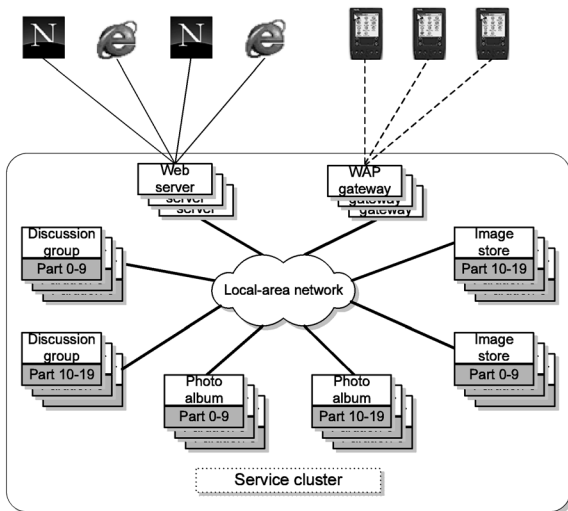 N
N
Web
server
server
server
WAP
gateway
gateway
gateway
Discussion
group
Part 0-9
Image
store
Part 10-19
Local-area network
Discussion
group
Part 10-19
Image
store
Part 0-9
Photo
album
Part 0-9
Photo
album
Part 10-19
Service cluster